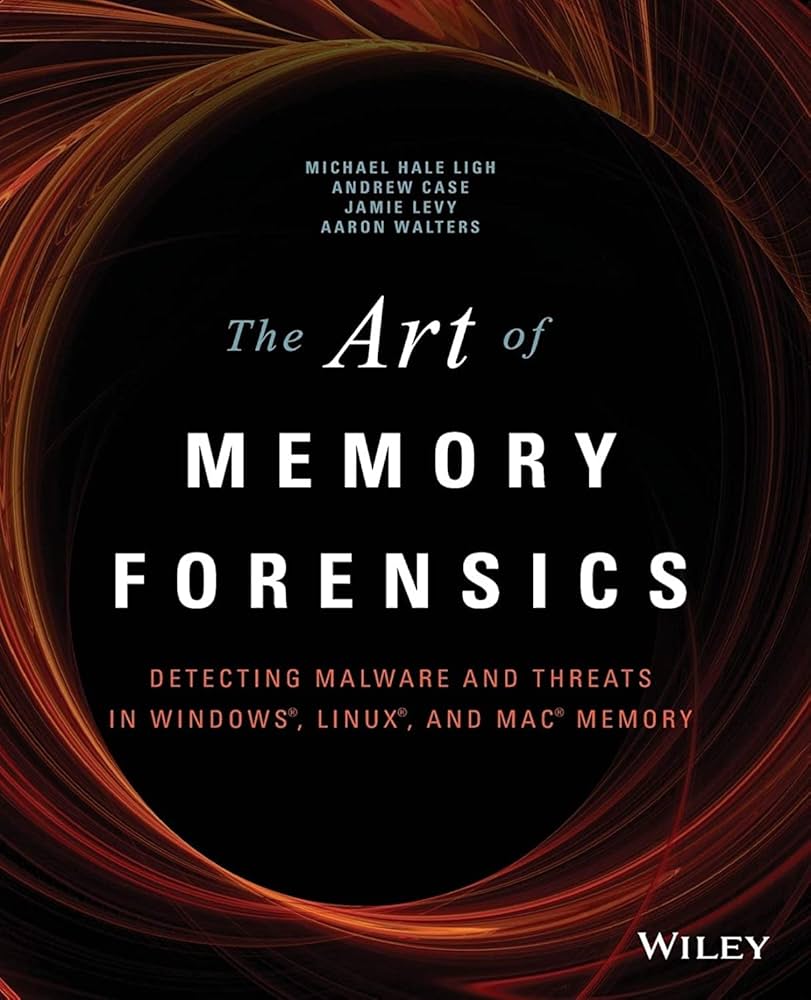 MICHAEL HALE LIGH
ANDREW CASE
JAMIE LEVY
AARON WALTERS
The Art of
MEMORY
FORENSICS
DETECTING MALWARE AND THREATS
IN WINDOWS®, LINUX®, AND MAC® MEMORY
WILEY